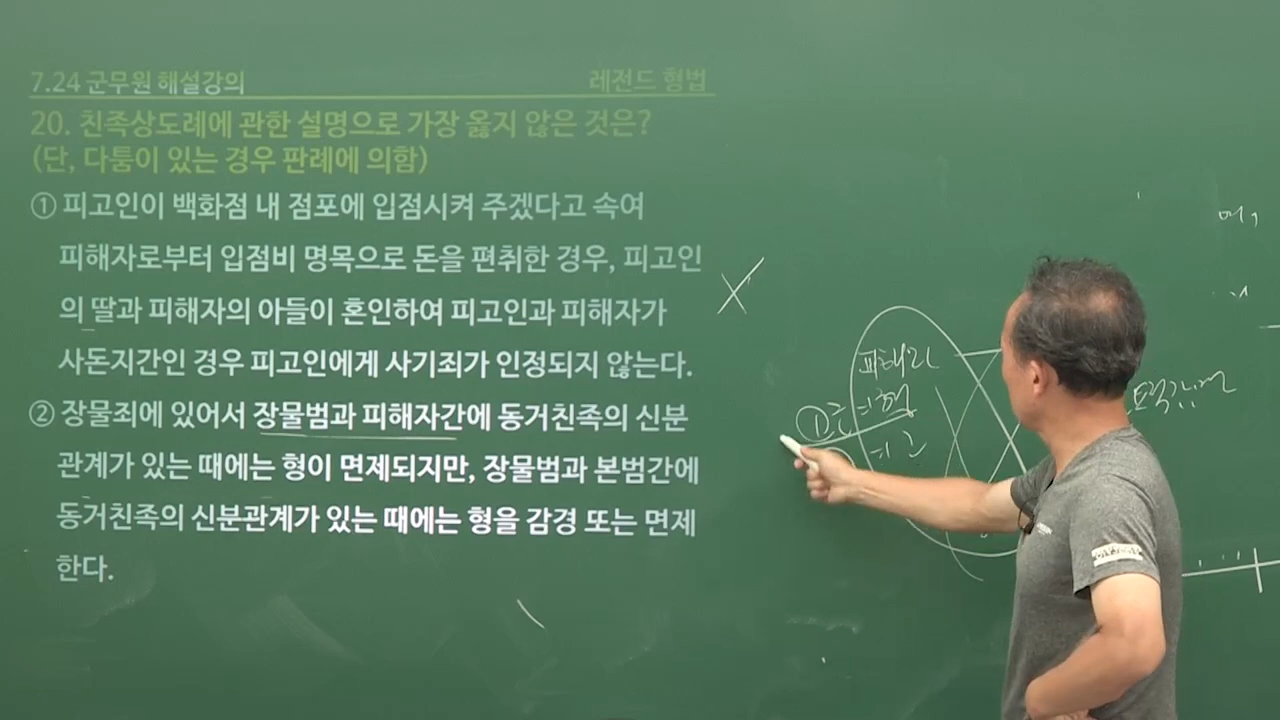 7.24 군무원 해설강의
레전드 형법
20. 친족상도례에 관한 설명으로 가장 옳지 않은 것은?
(단, 다툼이 있는 경우 판례에 의함)
① 피고인이 백화점 내 점포에 입점시켜 주겠다고 속여
피해자로부터 입점비 명목으로 돈을 편취한 경우, 피고인
의 딸과 피해자의 아들이 혼인하여 피고인과 피해자가
사돈지간인 경우 피고인에게 사기죄가 인정되지 않는다.
② 장물죄에 있어서 장물범과 피해자간에 동거친족의 신분
관계가 있는 때에는 형이 면제되지만, 장물범과 본범간에
동거친족의 신분관계가 있는 때에는 형을 감경 또는 면제
한다.
X
피해자
①